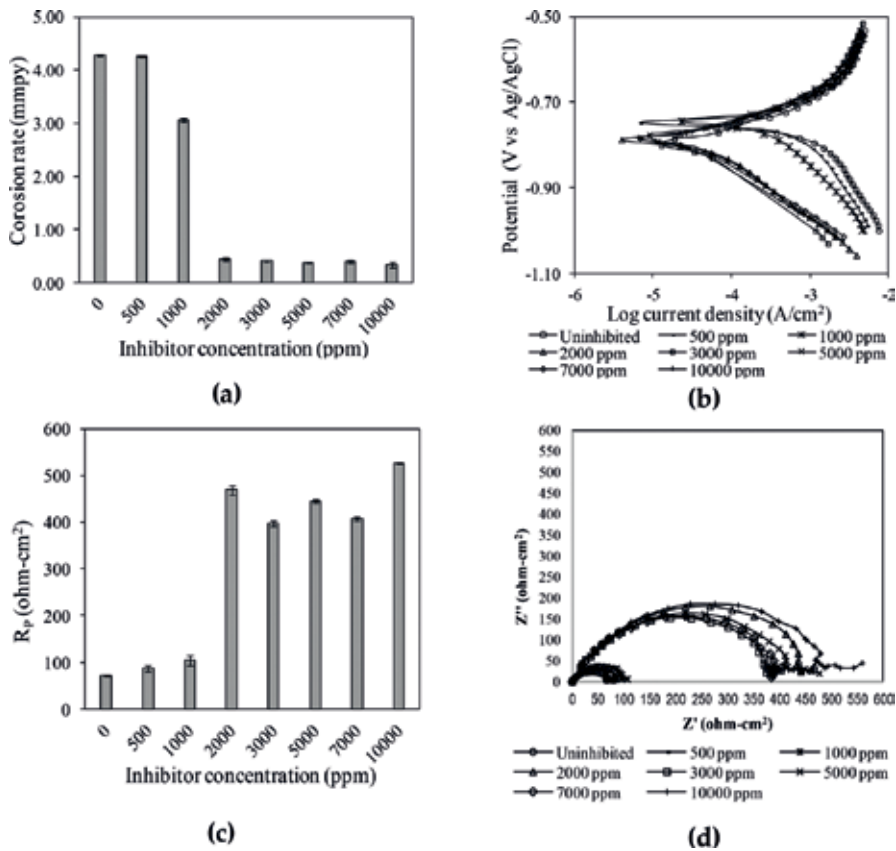 5.00
4.00
3.00
2.00
1.00
0.00
Corosion rate (mmpy)
0
500
1000
2000
3000
5000
7000
10000
Inhibitor concentration (ppm)
(a)
-0.50
-0.70
-0.90
-1.10
Potential (V vs Ag/AgCl)
-6
-5
-4
-3
-2
Log current density (A/cm²)
Uninhibited
500 ppm
1000 ppm
2000 ppm
3000 ppm
5000 ppm
7000 ppm
10000 ppm
(b)
600
500
400
300
200
100
0
Rₚ (ohm-cm²)
0
500
1000
2000
3000
5000
7000
10000
Inhibitor concentration (ppm)
(c)
600
550
500
450
400
350
300
250
200
150
100
50
0
Z'' (ohm-cm²)
0
50
100
150
200
250
300
350
400
450
500
550
600
Z' (ohm-cm²)
Uninhibited
500 ppm
1000 ppm
2000 ppm
3000 ppm
5000 ppm
7000 ppm
10000 ppm
(d)